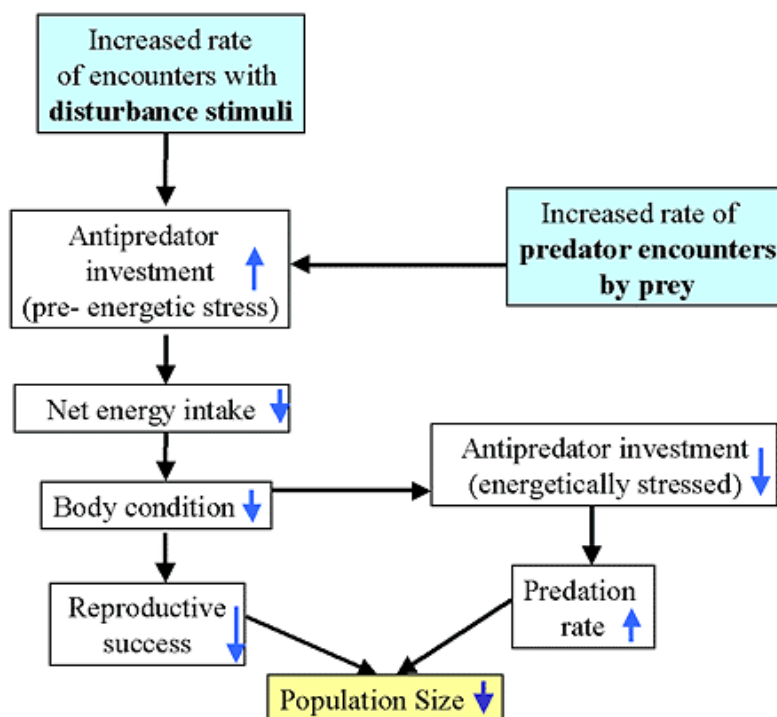 Increased rate
of encounters with
disturbance stimuli
Antipredator
investment
(pre- energetic stress)
Increased rate of
predator encounters
by prey
Net energy intake
Antipredator investment
(energetically stressed)
Body condition
Reproductive
success
Predation
rate
Population Size